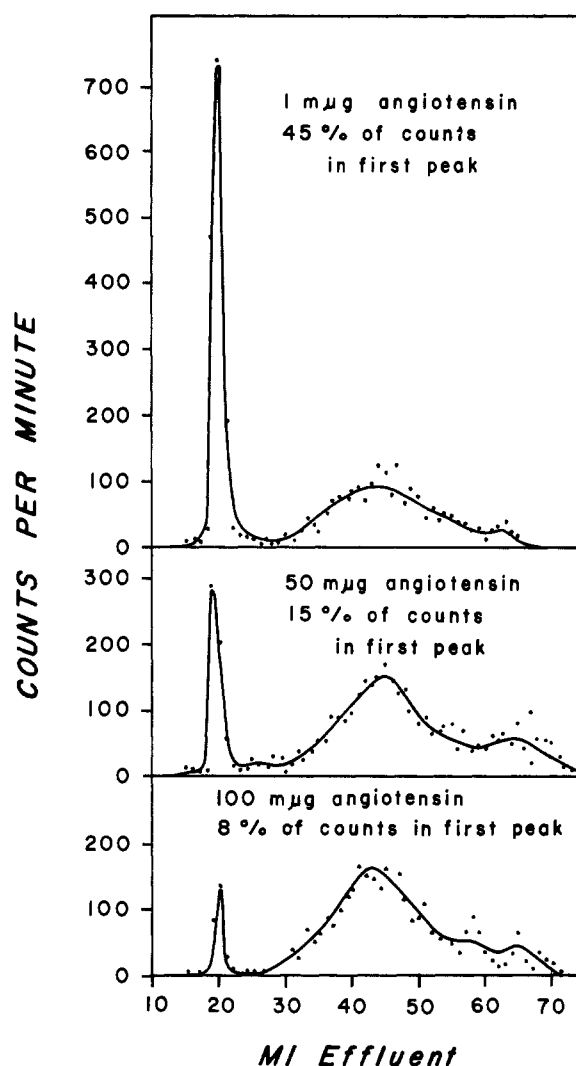 COUNTS PER MINUTE
700
600
500
400
300
200
100
0
1 mµg angiotensin
45 % of counts
in first peak
300
200
100
0
50 mµg angiotensin
15 % of counts
in first peak
200
100
0
100 mµg angiotensin
8 % of counts in first peak
10 20 30 40 50 60 70
Ml Effluent